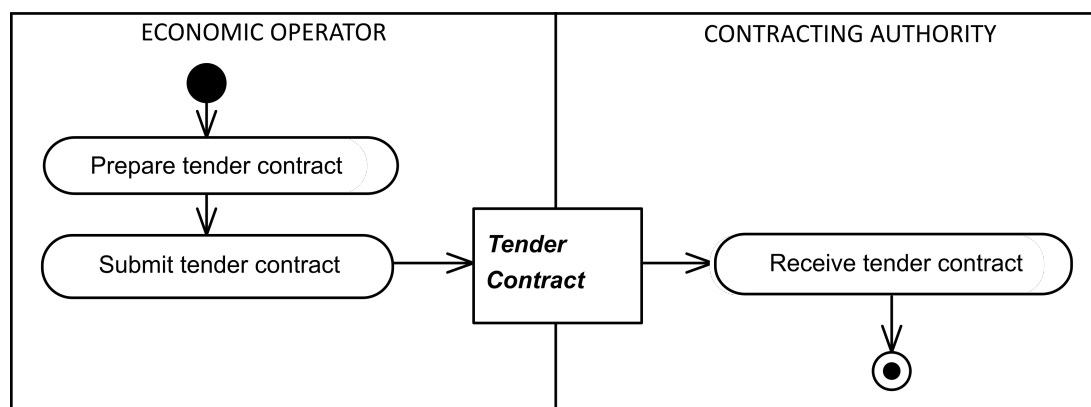 ECONOMIC OPERATOR
CONTRACTING AUTHORITY
Prepare tender contract
Submit tender contract
Tender
Contract
Receive tender contract